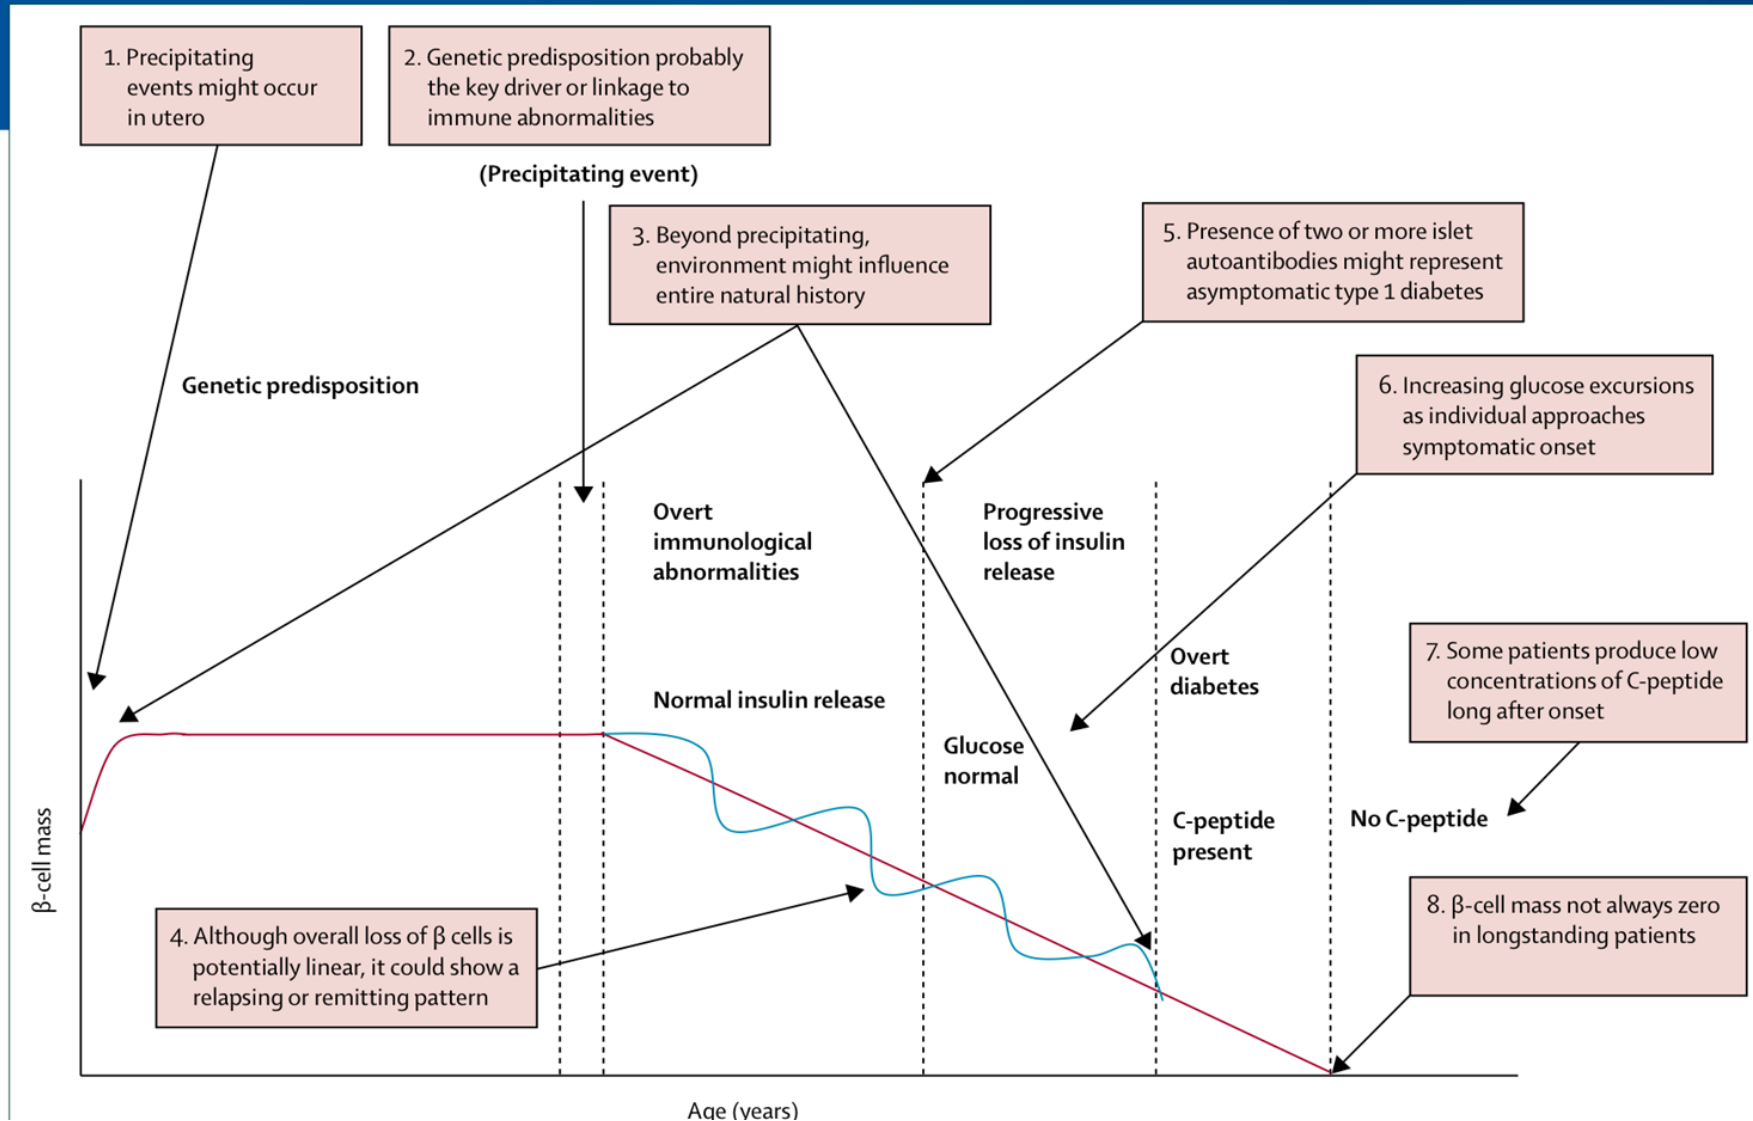 1. Precipitating
events might occur
in utero
2. Genetic predisposition probably
the key driver or linkage to
immune abnormalities
(Precipitating event)
3. Beyond precipitating,
environment might influence
entire natural history
5. Presence of two or more islet
autoantibodies might represent
asymptomatic type 1 diabetes
Genetic predisposition
6. Increasing glucose excursions
as individual approaches
symptomatic onset
Overt
immunological
abnormalities
Progressive
loss of insulin
release
Normal insulin release
Glucose
normal
Overt
diabetes
C-peptide
present
No C-peptide
7. Some patients produce low
concentrations of C-peptide
long after onset
8. β-cell mass not always zero
in longstanding patients
4. Although overall loss of β cells is
potentially linear, it could show a
relapsing or remitting pattern
β-cell mass
Age (years)